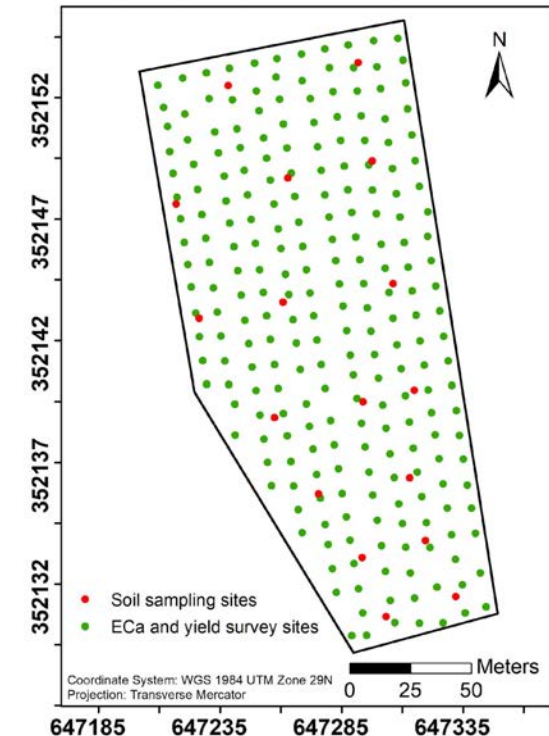 N
352152
352147
352142
352137
352132
Soil sampling sites
ECa and yield survey sites
Coordinate System: WGS 1984 UTM Zone 29N
Projection: Transverse Mercator
Meters
0 25 50
647185 647235 647285 647335